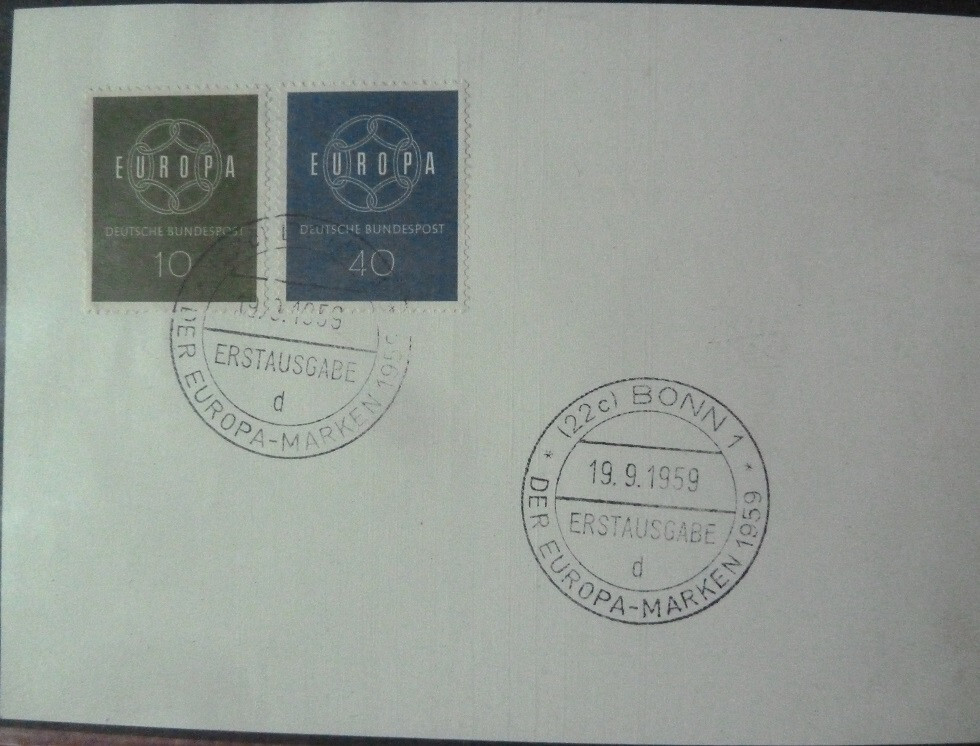 EUROPA
DEUTSCHE BUNDESPOST
10
EUROPA
DEUTSCHE BUNDESPOST
40
ERSTAUSGABE
d
DER EUROPA-MARKEN 1959
(22c) BONN 1
19.9.1959
ERSTAUSGABE
d
* DER EUROPA-MARKEN 1959 *